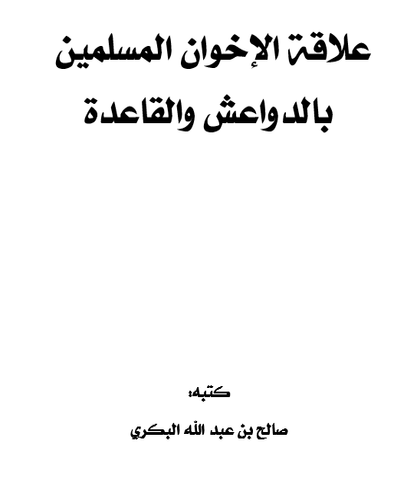 علاقة الإخوان المسلمين
بالدواعش والقاعدة
كتبه:
صالح بن عبد الله البكري